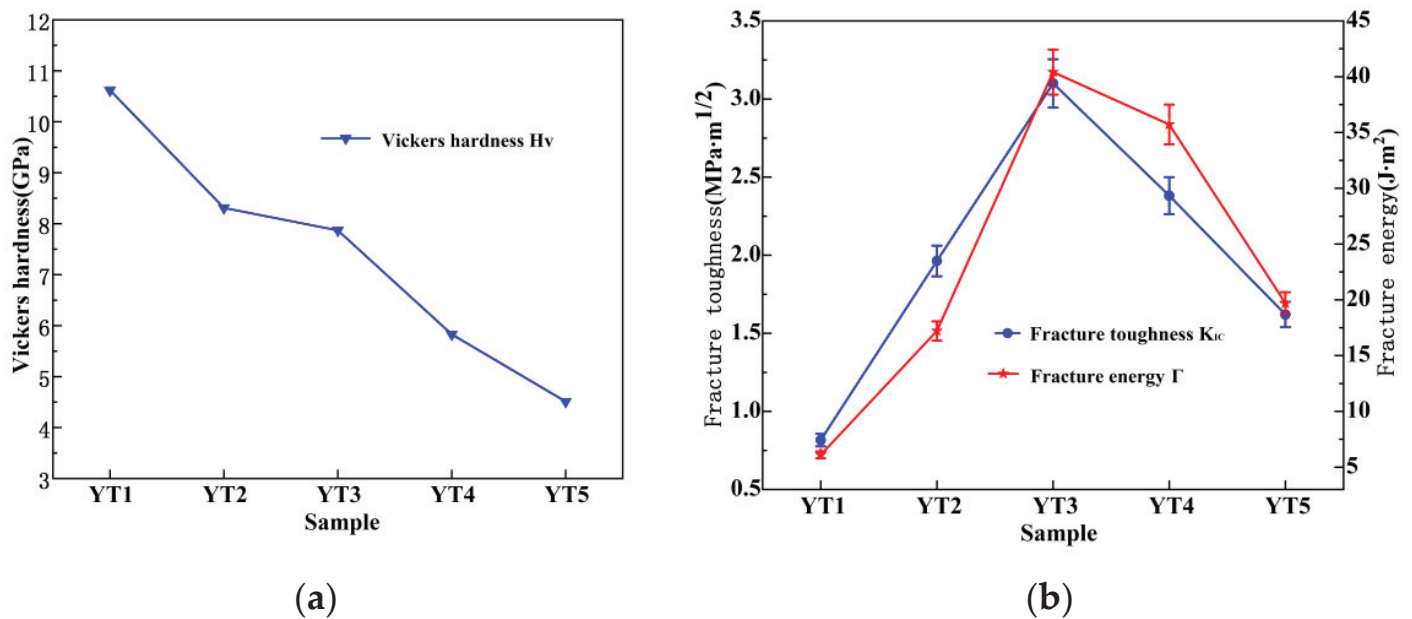 12
11
10
9
8
7
6
5
4
3
Vickers hardness(GPa)
Vickers hardness Hv
YT1 YT2 YT3 YT4 YT5
Sample
(a)
3.5
3.0
2.5
2.0
1.5
1.0
0.5
Fracture toughness(MPa·m1/2)
Fracture toughness KIC
Fracture energy Γ
YT1 YT2 YT3 YT4 YT5
Sample
45
40
35
30
25
20
15
10
5
Fracture energy(J·m2)
(b)